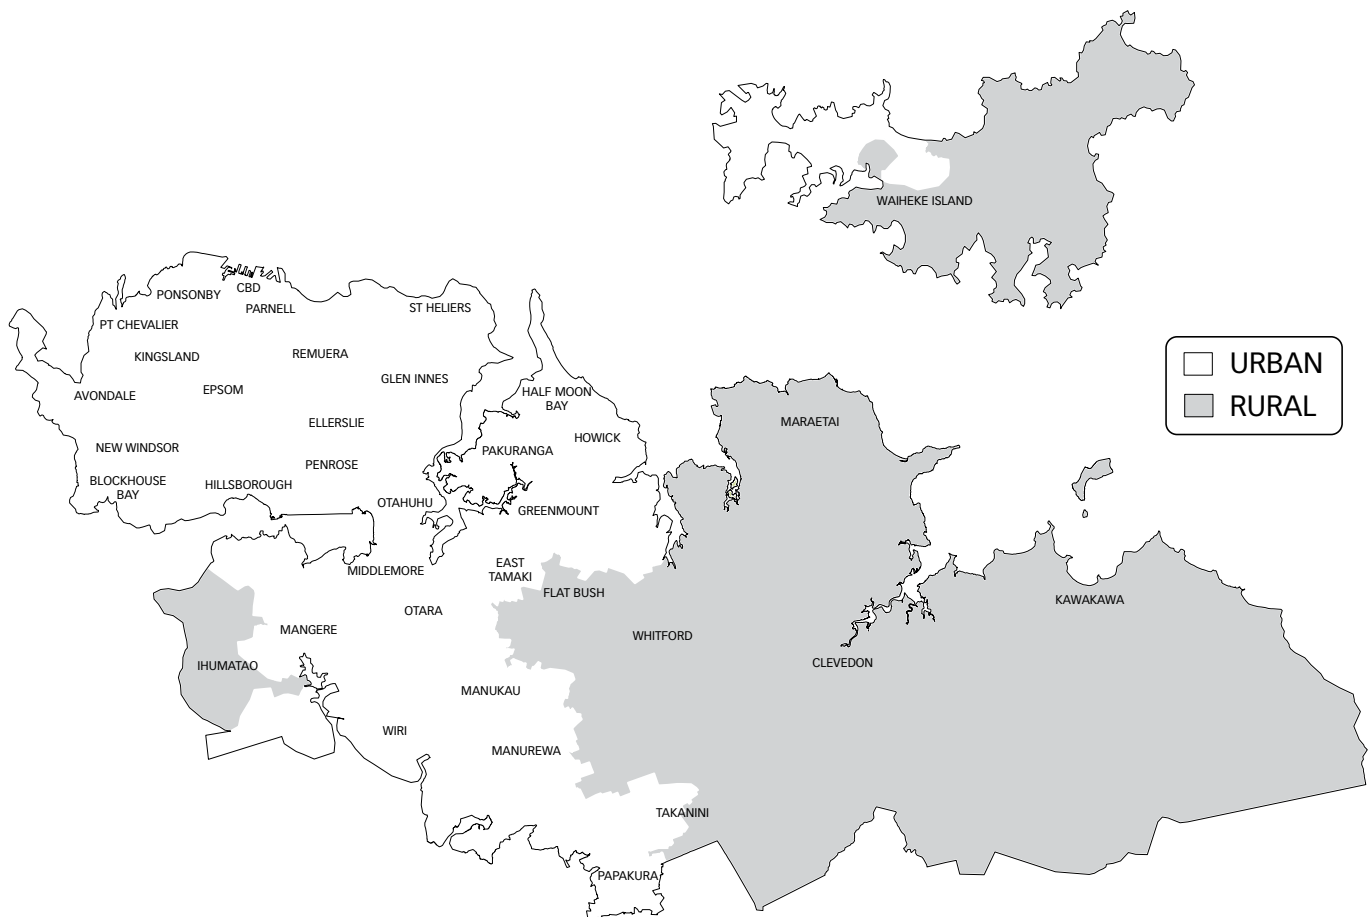 WAIHEKE ISLAND
CBD
PONSONBY
PARNELL
ST HELIERS
PT CHEVALIER
KINGSLAND
REMUERA
URBAN
GLEN INNES
AVONDALE
EPSOM
HALF MOON
BAY
RURAL
ELLERSLIE
MARAETAI
HOWICK
NEW WINDSOR
PAKURANGA
PENROSE
BLOCKHOUSE
BAY
HILLSBOROUGH
OTAHUHU
GREENMOUNT
MIDDLEMORE
EAST
TAMAKI
FLAT BUSH
KAWAKAWA
OTARA
MANGERE
WHITFORD
IHUMATAO
CLEVEDON
MANUKAU
WIRI
MANUREWA
TAKANINI
PAPAKURA